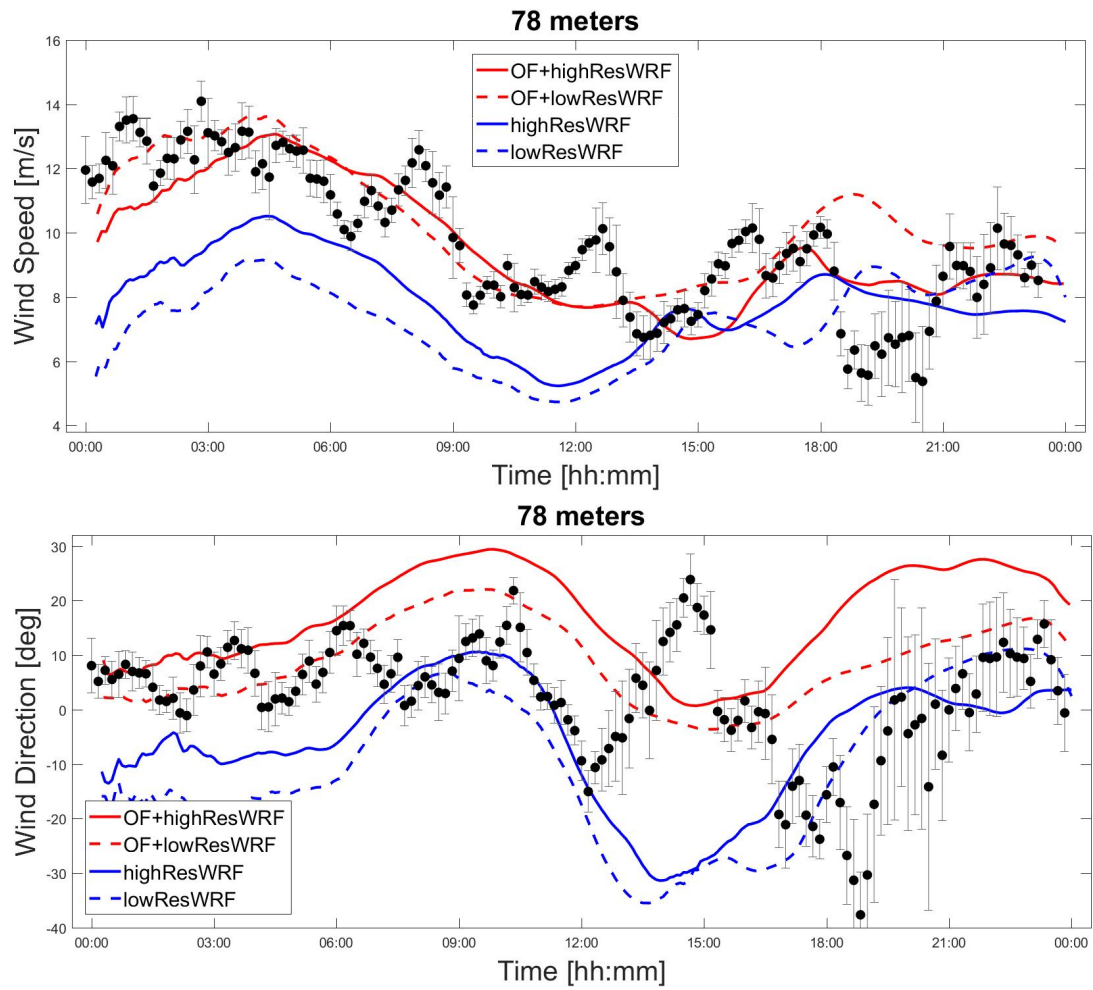 78 meters
16
14
12
10
8
6
4
Wind Speed [m/s]
OF+highResWRF
OF+lowResWRF
highResWRF
lowResWRF
00:00 03:00 06:00 09:00 12:00 15:00 18:00 21:00 00:00
Time [hh:mm]
78 meters
30
20
10
0
-10
-20
-30
-40
Wind Direction [deg]
OF+highResWRF
OF+lowResWRF
highResWRF
lowResWRF
00:00 03:00 06:00 09:00 12:00 15:00 18:00 21:00 00:00
Time [hh:mm]